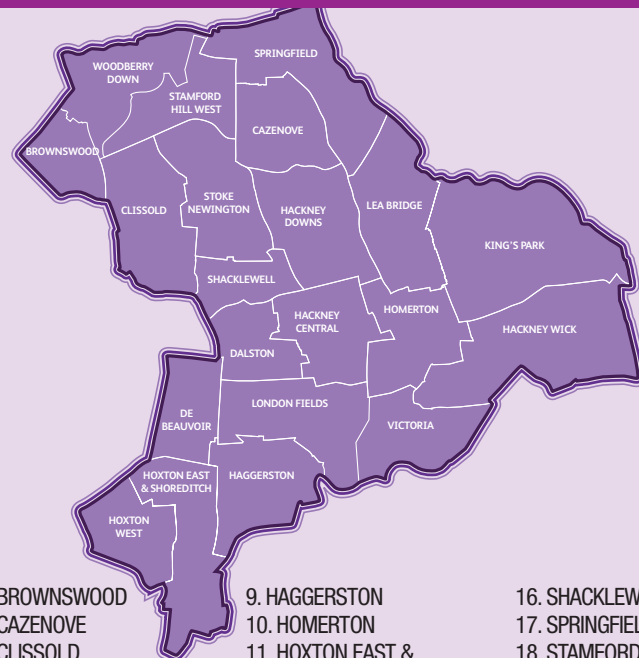 SPRINGFIELD
WOODBERRY
DOWN
STAMFORD
HILL WEST
CAZENOVE
BROWNSWOOD
STOKE
NEWINGTON
CLISSOLD
HACKNEY
DOWNS
LEA BRIDGE
KING'S PARK
SHACKLEWELL
HACKNEY
CENTRAL
HOMERTON
HACKNEY WICK
DALSTON
LONDON FIELDS
DE
BEAUVOIR
VICTORIA
HOXTON EAST
& SHOREDITCH
HAGGERSTON
HOXTON
WEST
BROWNSWOOD
CAZENOVE
CLISSOLD
9. HAGGERSTON
10. HOMERTON
11. HOXTON EAST &
16. SHACKLEW
17. SPRINGFIEL
18. STAMFORD